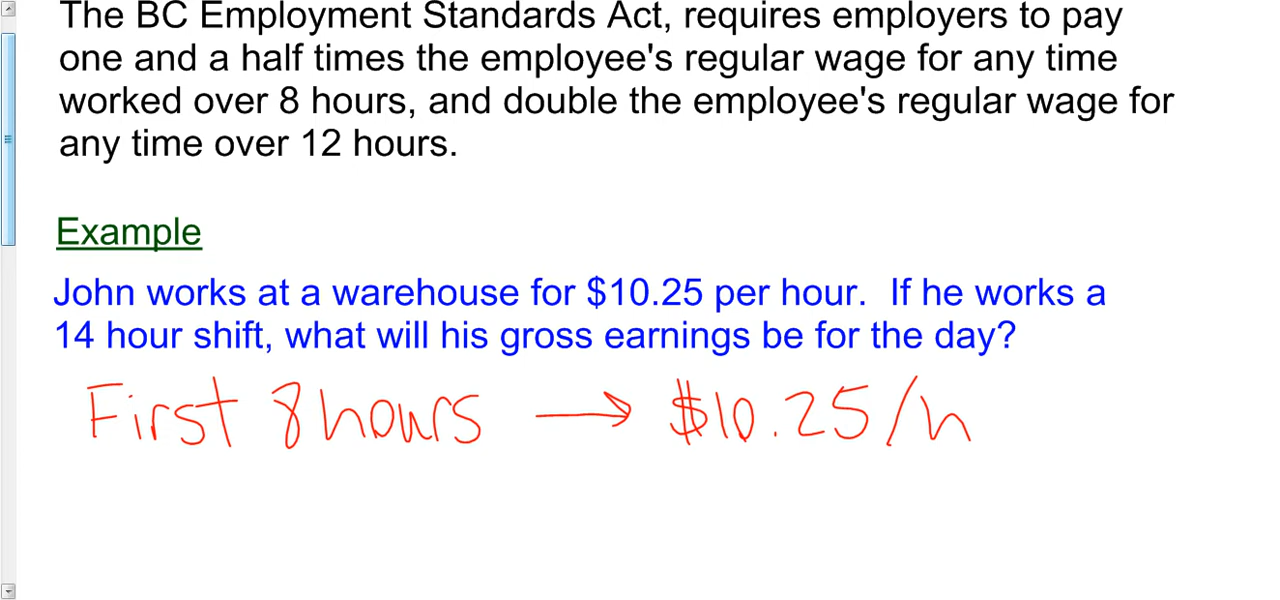 The BC Employment Standards Act, requires employers to pay
one and a half times the employee's regular wage for any time
worked over 8 hours, and double the employee's regular wage for
any time over 12 hours.
Example
John works at a warehouse for $10.25 per hour.  If he works a
14 hour shift, what will his gross earnings be for the day?
First 8 hours → $10.25/h